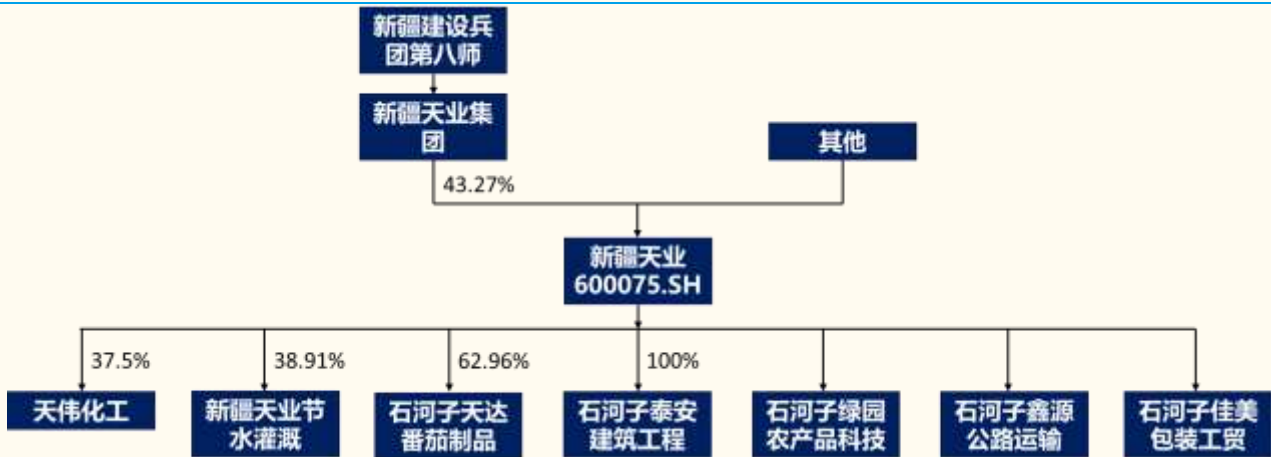 新疆建设兵
团第八师
新疆天业集
团
其他
43.27%
新疆天业
600075.SH
37.5%
38.91%
62.96%
100%
天伟化工
新疆天业节
水灌溉
石河子天达
番茄制品
石河子泰安
建筑工程
石河子绿园
农产品科技
石河子鑫源
公路运输
石河子佳美
包装工贸